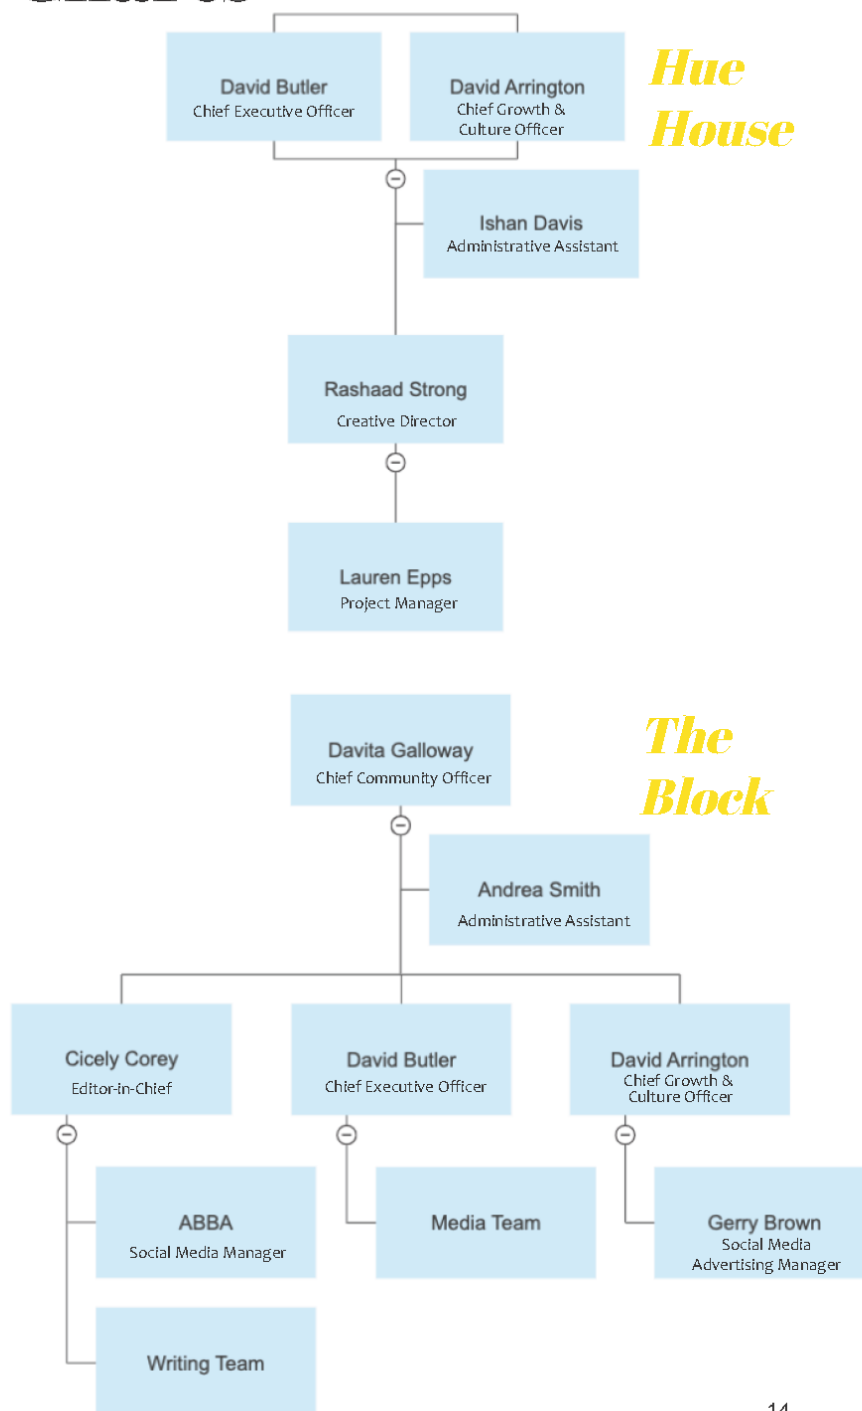 David Butler
Chief Executive Officer
David Arrington
Chief Growth &
Culture Officer
Hue
House
Ishan Davis
Administrative Assistant
Rashaad Strong
Creative Director
Lauren Epps
Project Manager
The
Block
Davita Galloway
Chief Community Officer
Andrea Smith
Administrative Assistant
Cicely Corey
Editor-in-Chief
David Butler
Chief Executive Officer
David Arrington
Chief Growth &
Culture Officer
ABBA
Social Media Manager
Media Team
Gerry Brown
Social Media
Advertising Manager
Writing Team
14